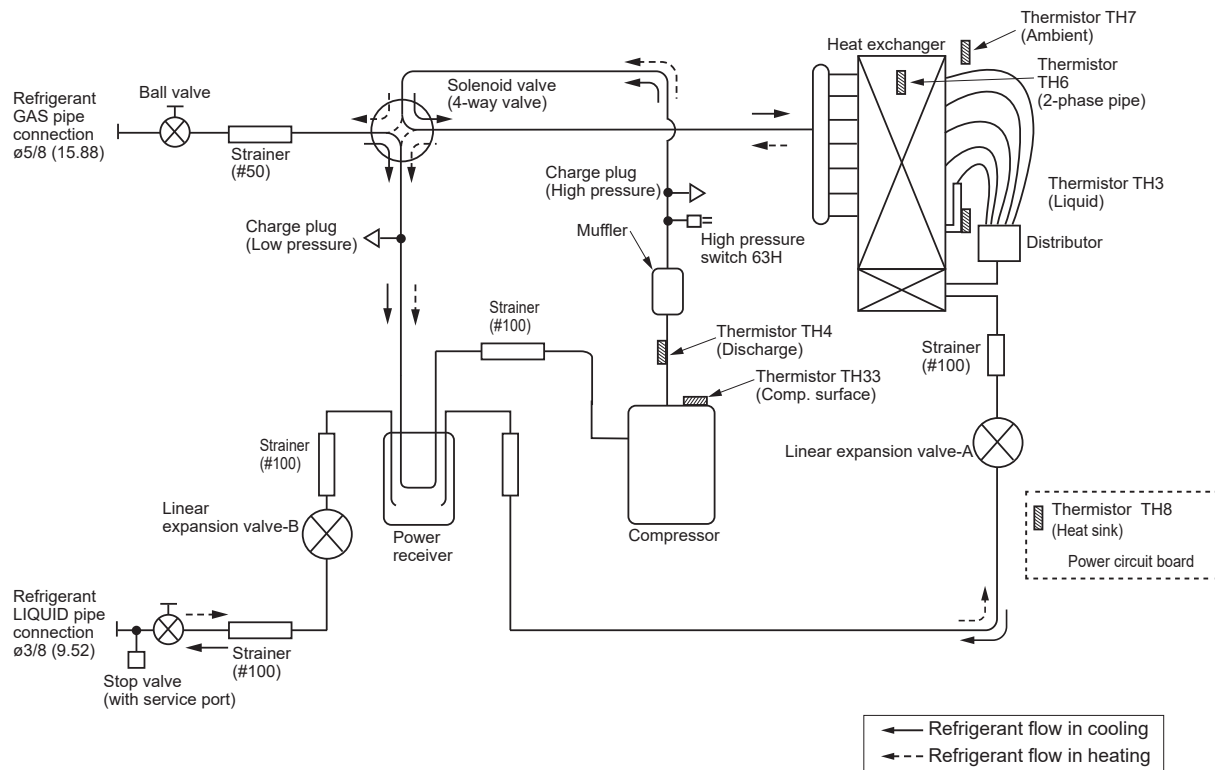 Thermistor TH7
(Ambient)
Heat exchanger
Thermistor
TH6
(2-phase pipe)
Solenoid valve
(4-way valve)
Ball valve
Refrigerant
GAS pipe
connection
ø5/8 (15.88)
Strainer
(#50)
Charge plug
(High pressure)
Thermistor TH3
(Liquid)
Charge plug
(Low pressure)
Muffler
High pressure
switch 63H
Distributor
Strainer
(#100)
Thermistor TH4
(Discharge)
Strainer
(#100)
Thermistor TH33
(Comp. surface)
Strainer
(#100)
Linear expansion valve-A
Linear
expansion valve-B
Power
receiver
Compressor
Thermistor TH8
(Heat sink)
Power circuit board
Refrigerant
LIQUID pipe
connection
ø3/8 (9.52)
Strainer
(#100)
Stop valve
(with service port)
Refrigerant flow in cooling
Refrigerant flow in heating